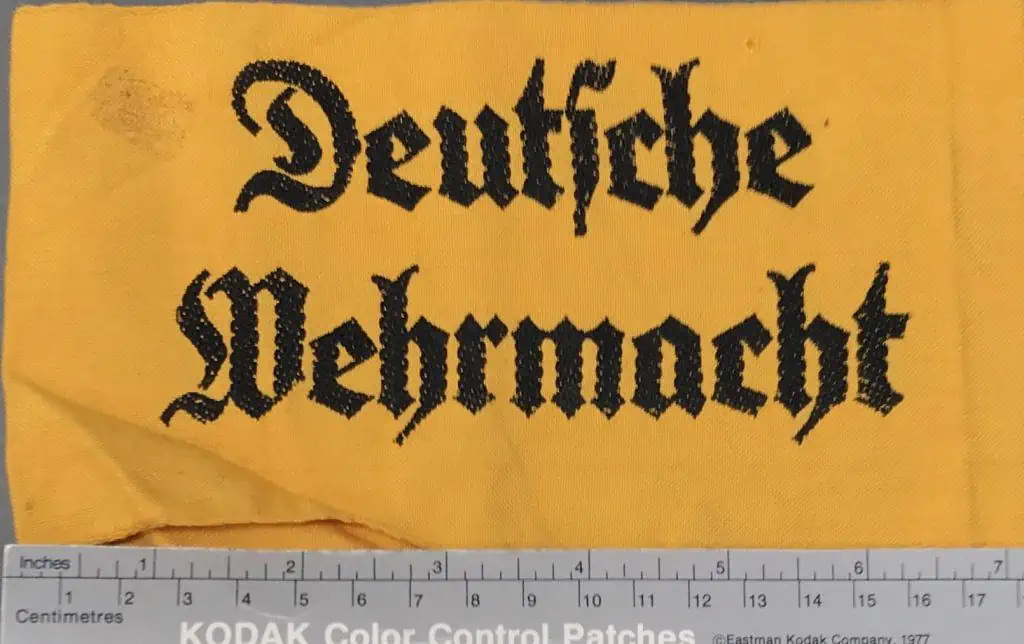 Deutſche
Wehrmacht
Inches 1 2 3 4 5 6 7
1 2 3 4 5 6 7 8 9 10 11 12 13 14 15 16 17
Centimetres
KODAK Color Control Patches ©Eastman Kodak Company, 1977